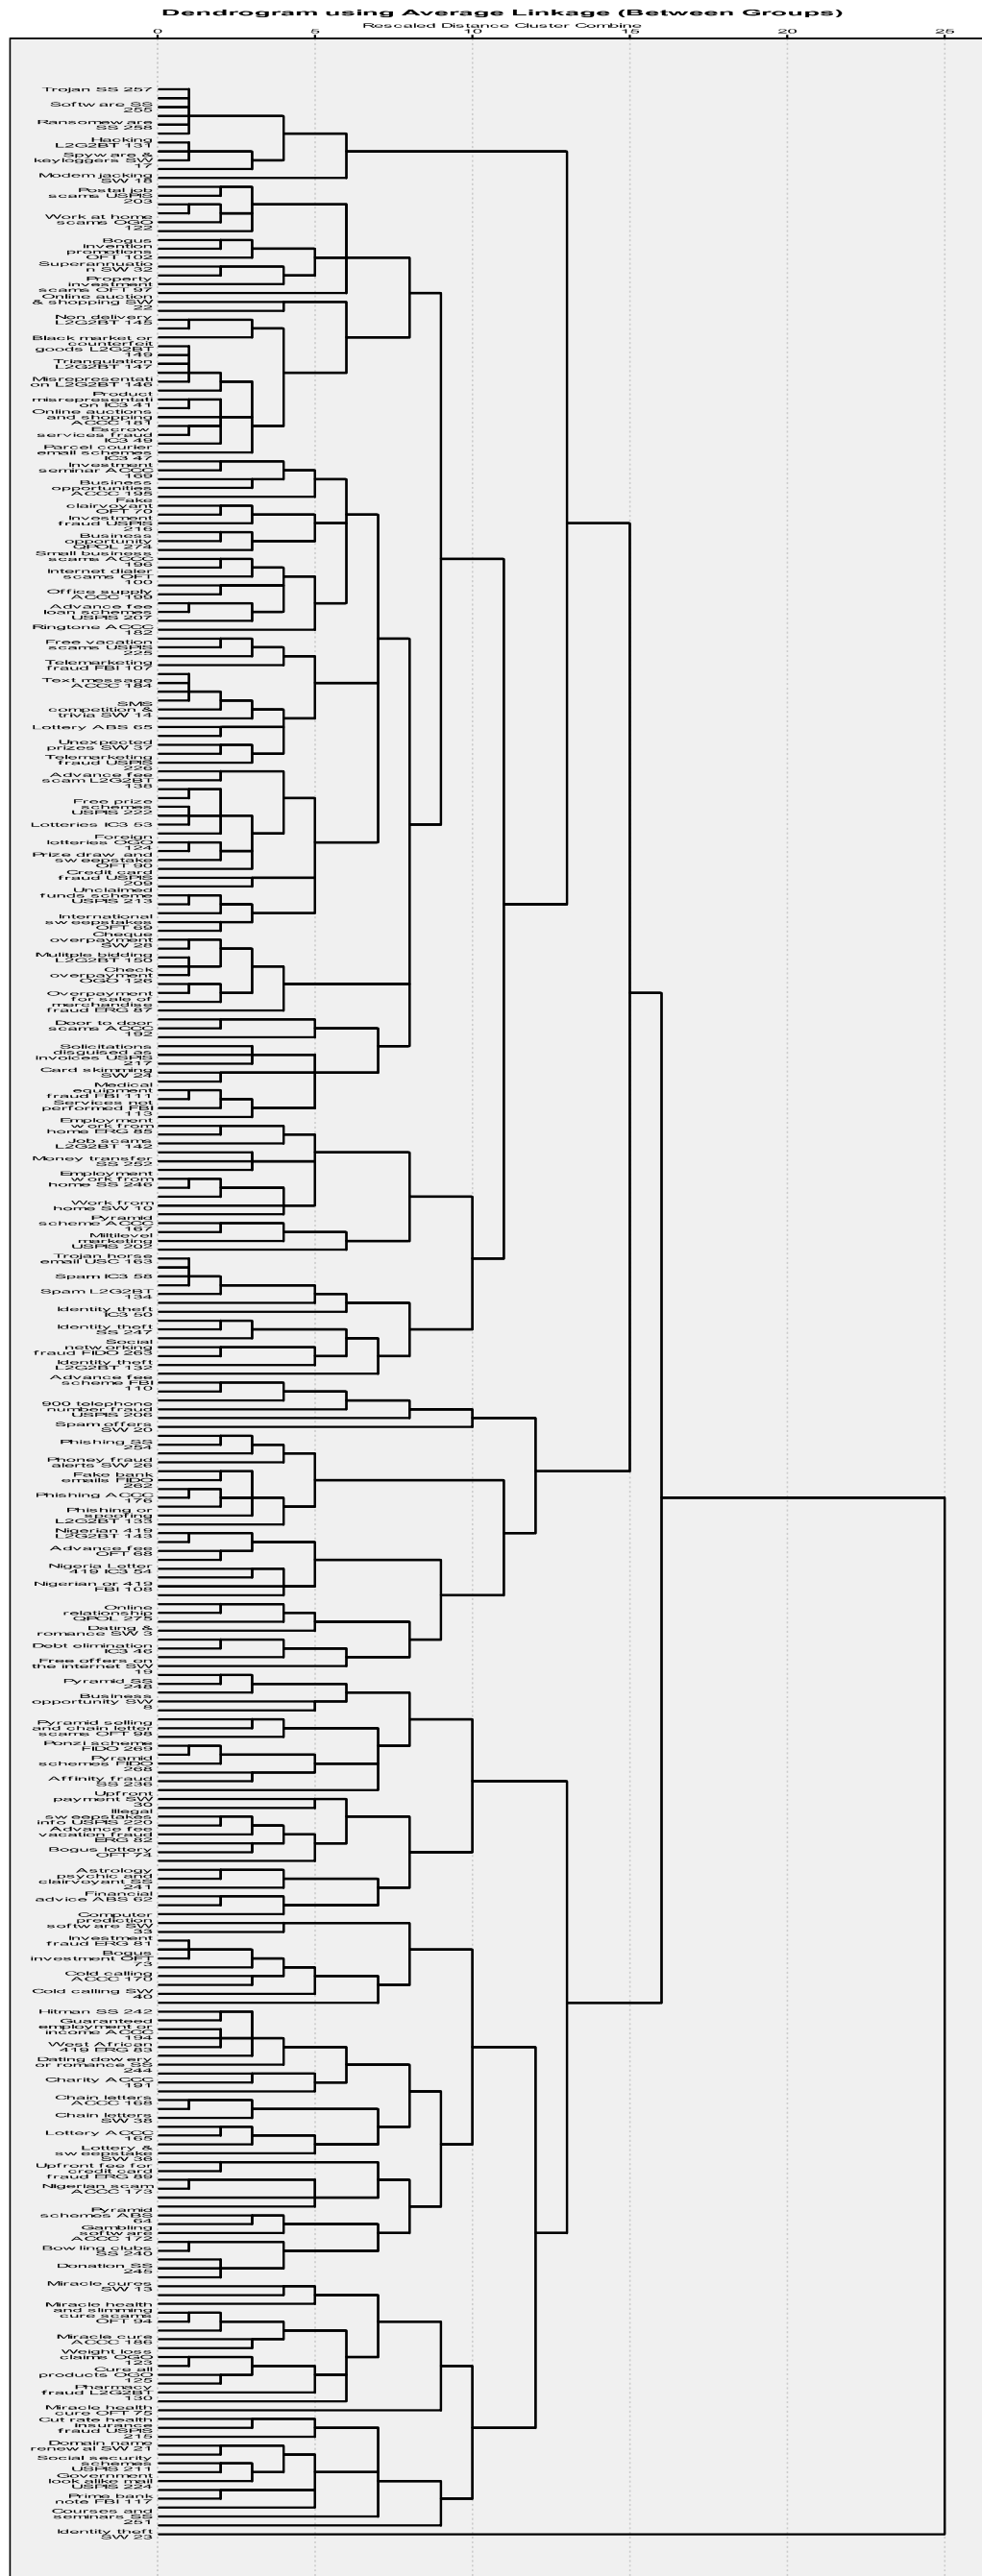 Dendrogram using Average Linkage (Between Groups)
Rescaled Distance Cluster Combine
0 5 10 15 20 25
Trojan SS 257
Software SS
255
Ransomeware
SS 258
Hacking
L2G2BT 131
Spyware &
keyloggers SW
17
Modem jacking
SW 18
Postal job
scams USPIS
203
Work at home
scams OGO
122
Bogus
invention
promotions
OFT 102
Superannuatio
n SW 32
Property
investment
scams OFT 97
Online auction
& shopping SW
22
Non delivery
L2G2BT 145
Black market or
counterfeit
goods L2G2BT
149
Triangulation
L2G2BT 147
Misrepresentati
on L2G2BT 146
Product
misrepresentati
on IC3 41
Online auctions
and shopping
ACCC 181
Escrow
services fraud
IC3 49
Parcel courier
email schemes
IC3 47
Investment
seminar ACCC
169
Business
opportunities
ACCC 195
Fake
clairvoyant
OFT 70
Investment
fraud USPIS
216
Business
opportunity
QPOL 274
Small business
scams ACCC
196
Internet dialer
scams OFT
100
Office supply
ACCC 199
Advance fee
loan schemes
USPIS 207
Ringtone ACCC
182
Free vacation
scams USPIS
225
Telemarketing
fraud FBI 107
Text message
ACCC 184
SMS
competition &
trivia SW 14
Lottery ABS 65
Unexpected
prizes SW 37
Telemarketing
fraud USPIS
226
Advance fee
scam L2G2BT
138
Free prize
schemes
USPIS 222
Lotteries IC3 53
Foreign
lotteries OGO
124
Prize draw and
sweepstake
OFT 90
Credit card
fraud USPIS
209
Unclaimed
funds scheme
USPIS 213
International
sweepstakes
OFT 69
Cheque
overpayment
SW 28
Mulitple bidding
L2G2BT 150
Check
overpayment
OGO 126
Overpayment
for sale of
merchandise
fraud ERG 87
Door to door
scams ACCC
192
Solicitations
disguised as
invoices USPIS
217
Card skimming
SW 24
Medical
equipment
fraud FBI 111
Services not
performed FBI
113
Employment
work from
home ERG 85
Job scams
L2G2BT 142
Money transfer
SS 252
Employment
work from
home SS 246
Work from
home SW 10
Pyramid
scheme ACCC
167
Miltilevel
marketing
USPIS 202
Trojan horse
email USC 163
Spam IC3 58
Spam L2G2BT
134
Identity theft
IC3 50
Identity theft
SS 247
Social
networking
fraud FIDO 263
Identity theft
L2G2BT 132
Advance fee
scheme FBI
110
900 telephone
number fraud
USPIS 206
Spam offers
SW 20
Phishing SS
254
Phoney fraud
alerts SW 26
Fake bank
emails FIDO
262
Phishing ACCC
176
Phishing or
spoofing
L2G2BT 133
Nigerian 419
L2G2BT 143
Advance fee
OFT 68
Nigeria Letter
419 IC3 54
Nigerian or 419
FBI 108
Online
relationship
QPOL 275
Dating &
romance SW 3
Debt elimination
IC3 46
Free offers on
the internet SW
19
Pyramid SS
248
Business
opportunity SW
8
Pyramid selling
and chain letter
scams OFT 98
Ponzi scheme
FIDO 269
Pyramid
schemes FIDO
268
Affinity fraud
SS 236
Upfront
payment SW
30
Illegal
sweepstakes
info USPIS 220
Advance fee
vacation fraud
ERG 82
Bogus lottery
OFT 74
Astrology
psychic and
clairvoyant SS
241
Financial
advice ABS 62
Computer
prediction
software SW
33
Investment
fraud ERG 81
Bogus
investment OFT
73
Cold calling
ACCC 170
Cold calling SW
40
Hitman SS 242
Guaranteed
employment or
income ACCC
194
West African
419 ERG 83
Dating dowery
or romance SS
244
Charity ACCC
191
Chain letters
ACCC 168
Chain letters
SW 38
Lottery ACCC
165
Lottery &
sweepstake
SW 36
Upfront fee for
credit card
fraud ERG 89
Nigerian scam
ACCC 173
Pyramid
schemes ABS
64
Gambling
software
ACCC 172
Bowling clubs
SS 240
Donation SS
245
Miracle cures
SW 13
Miracle health
and slimming
cure scams
OFT 94
Miracle cure
ACCC 186
Weight loss
claims OGO
123
Cure all
products OGO
125
Pharmacy
fraud L2G2BT
130
Miracle health
cure OFT 75
Cut rate health
insurance
fraud USPIS
215
Domain name
renewal SW 21
Social security
schemes
USPIS 211
Government
look alike mail
USPIS 224
Prime bank
note FBI 117
Courses and
seminars SS
251
Identity theft
SW 23